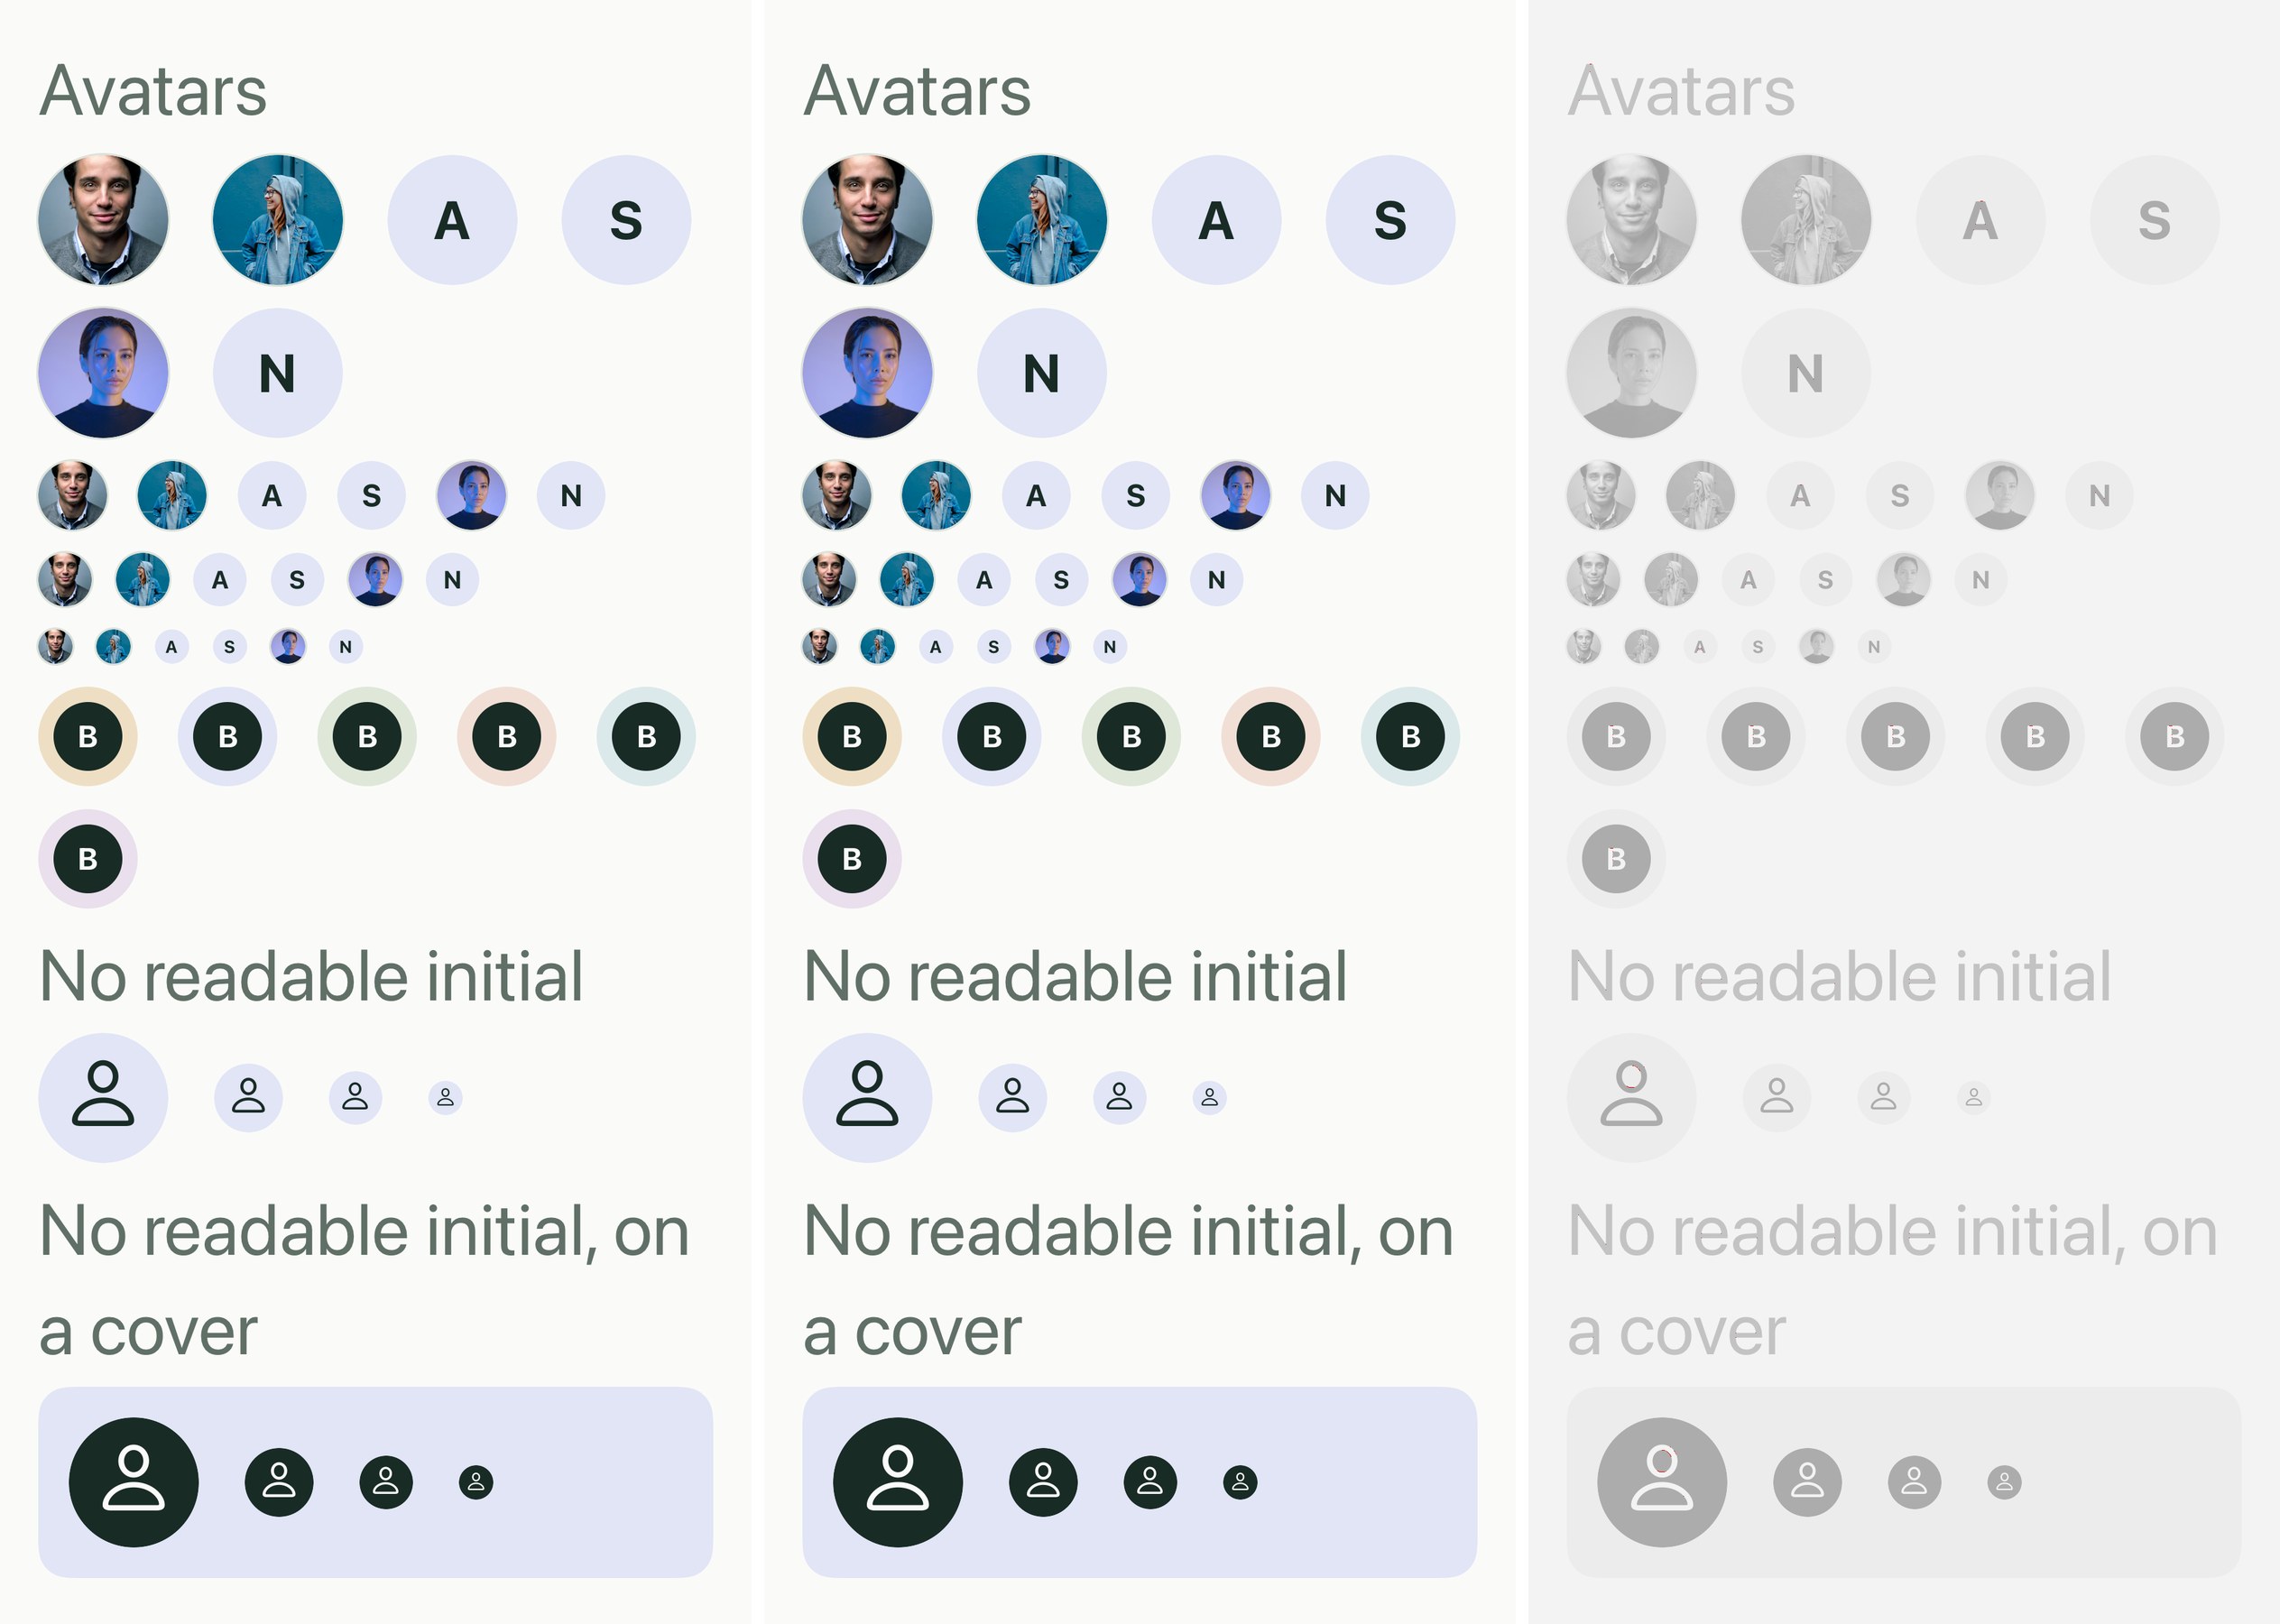 Avatars Avatars Avatars
A S A S A S
N N N
A S N A S N A S N
A S N A S N A S N
A S N A S N A S N
B B B B B B B B B B B B B B B
B B B
No readable initial No readable initial No readable initial
No readable initial, on No readable initial, on No readable initial, on
a cover a cover a cover